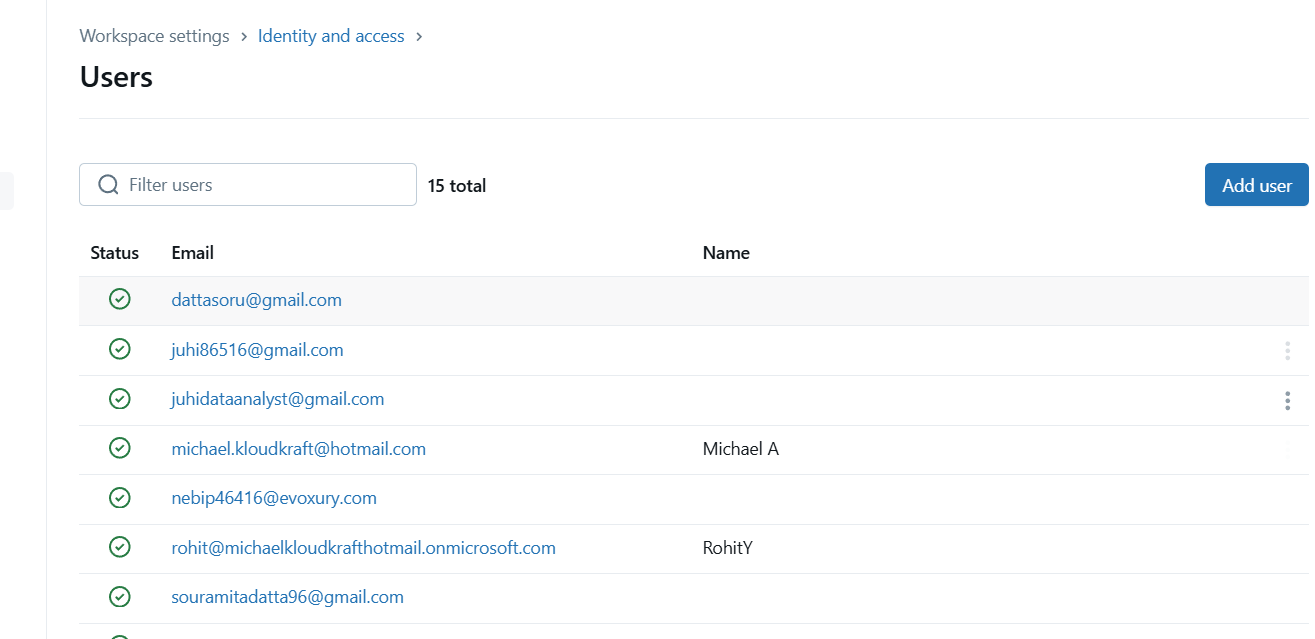 Workspace settings > Identity and access >
Users
Filter users 15 total Add user
Status Email Name
dattasoru@gmail.com
juhi86516@gmail.com
juhidataanalyst@gmail.com
michael.kloudkraft@hotmail.com Michael A
nebip46416@evoxury.com
rohit@michaelkloudkrafthotmail.onmicrosoft.com RohitY
souramitadatta96@gmail.com